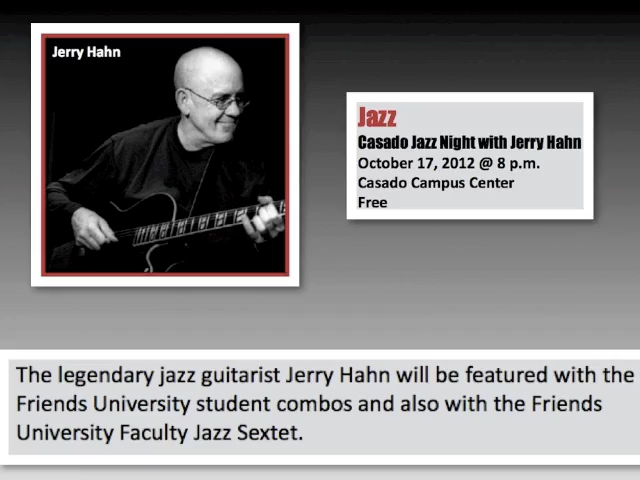 Jerry Hahn
Jazz
Casado Jazz Night with Jerry Hahn
October 17, 2012 @ 8 p.m.
Casado Campus Center
Free
The legendary jazz guitarist Jerry Hahn will be featured with the
Friends University student combos and also with the Friends
University Faculty Jazz Sextet.